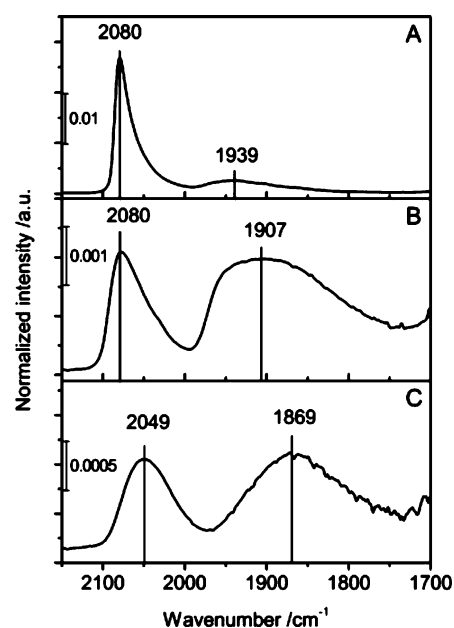 2080
A
0.01
1939
2080
B
0.001
1907
C
2049
1869
0.0005
Normalized intensity /a.u.
2100 2000 1900 1800 1700
Wavenumber /cm⁻¹